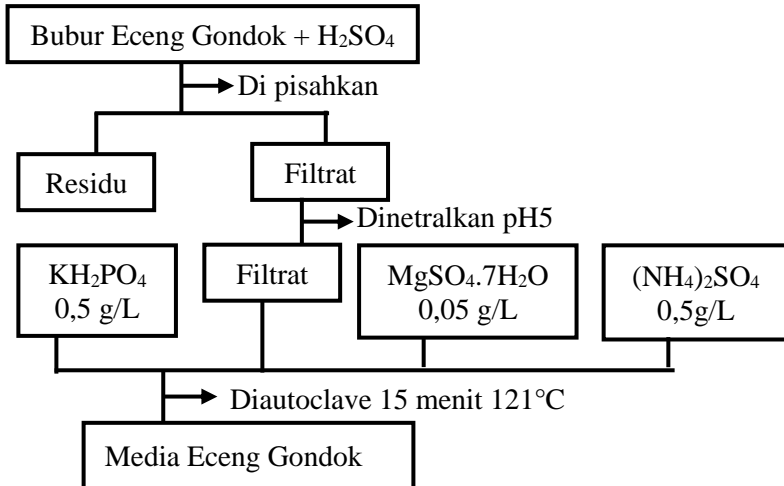 Bubur Eceng Gondok + H₂SO₄
Di pisahkan
Residu
Filtrat
Dinetralkan pH5
KH₂PO₄
0,5 g/L
Filtrat
MgSO₄.7H₂O
0,05 g/L
(NH₄)₂SO₄
0,5g/L
Diautoclave 15 menit 121°C
Media Eceng Gondok